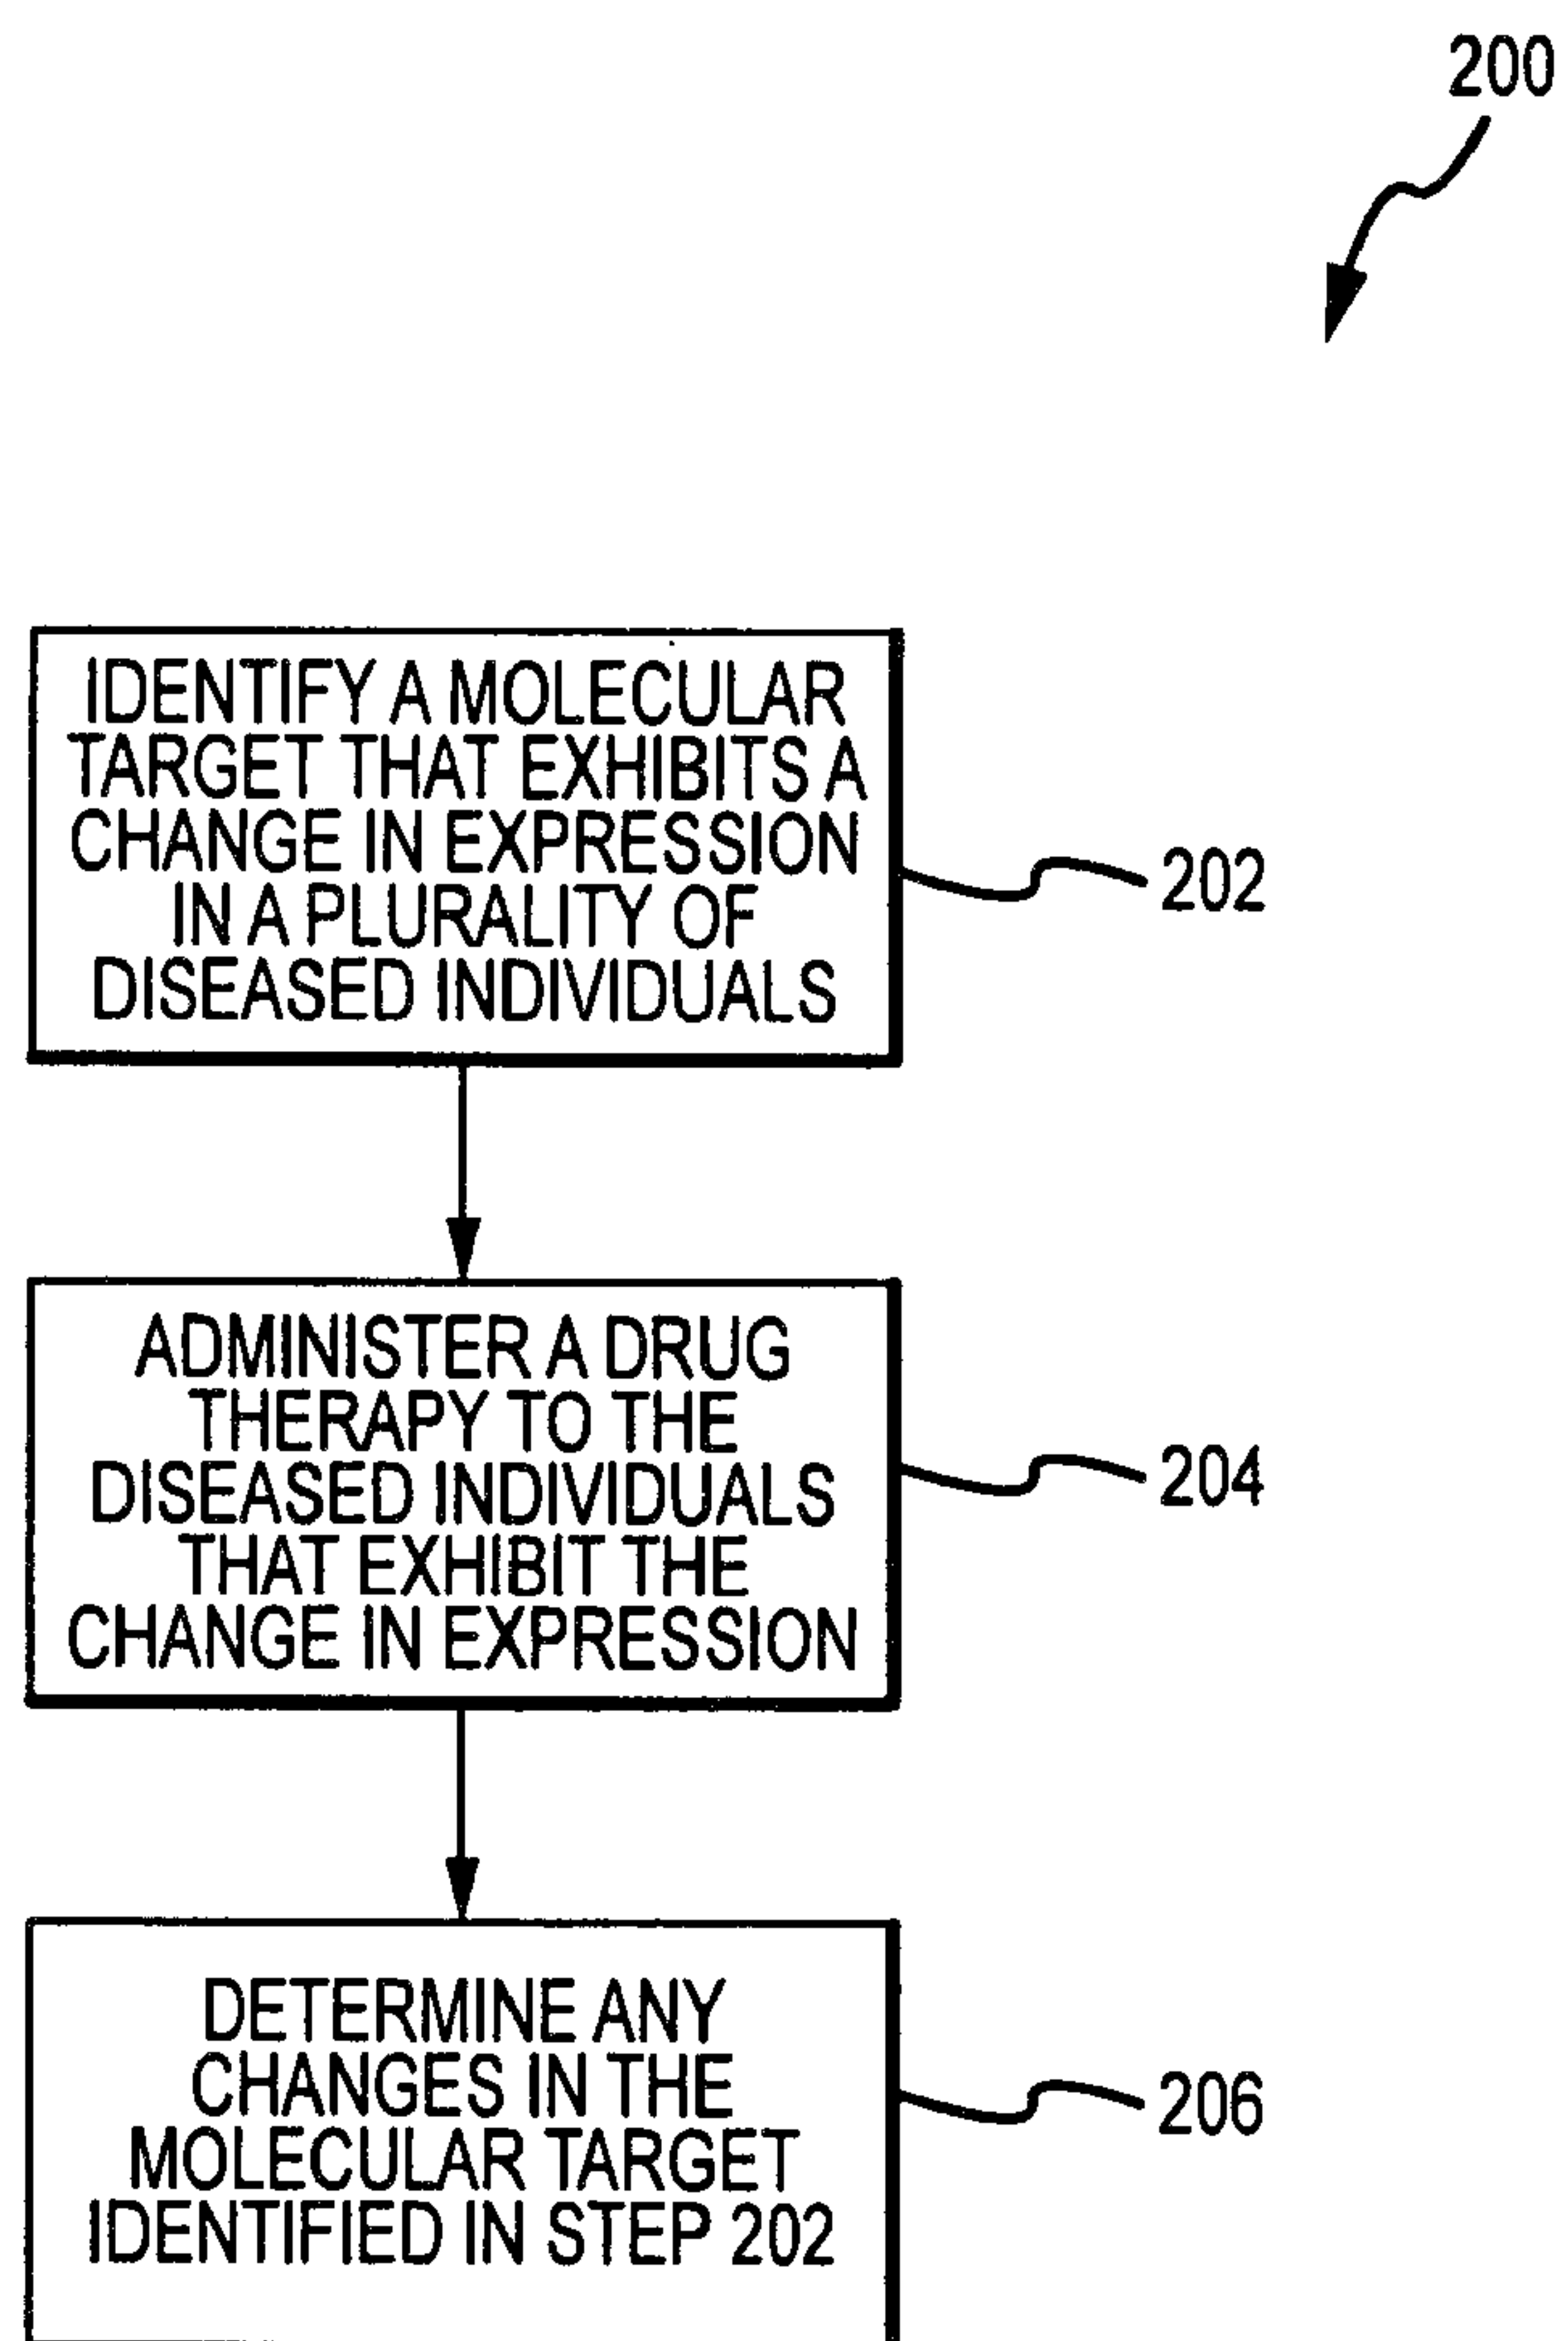 200
IDENTIFY A MOLECULAR
TARGET THAT EXHIBITS A
CHANGE IN EXPRESSION
IN A PLURALITY OF
DISEASED INDIVIDUALS
202
ADMINISTER A DRUG
THERAPY TO THE
DISEASED INDIVIDUALS
THAT EXHIBIT THE
CHANGE IN EXPRESSION
204
DETERMINE ANY
CHANGES IN THE
MOLECULAR TARGET
IDENTIFIED IN STEP 202
206